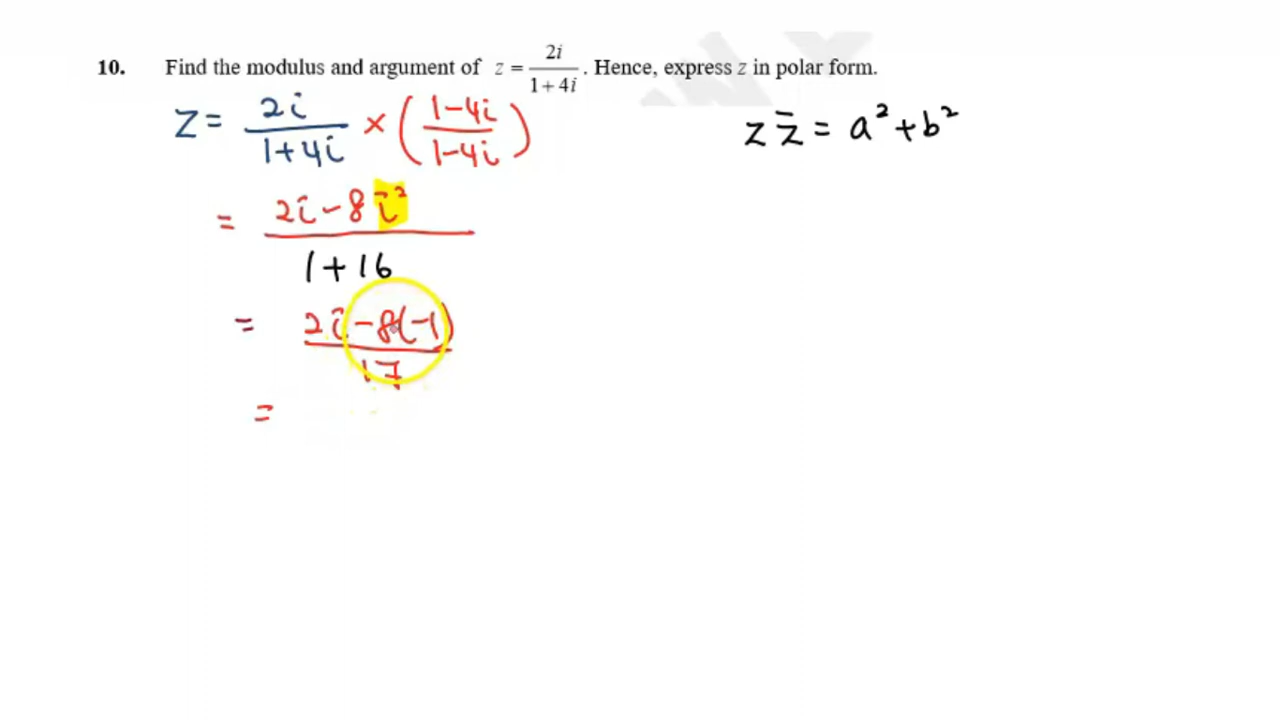 10. Find the modulus and argument of z = 2i / 1 + 4i . Hence, express z in polar form.
z = 2i / 1+4i × ( 1-4i / 1-4i )
z z̄ = a² + b²
= 2i - 8i² / 1 + 16
= 2i - 8(-1) / 17
=